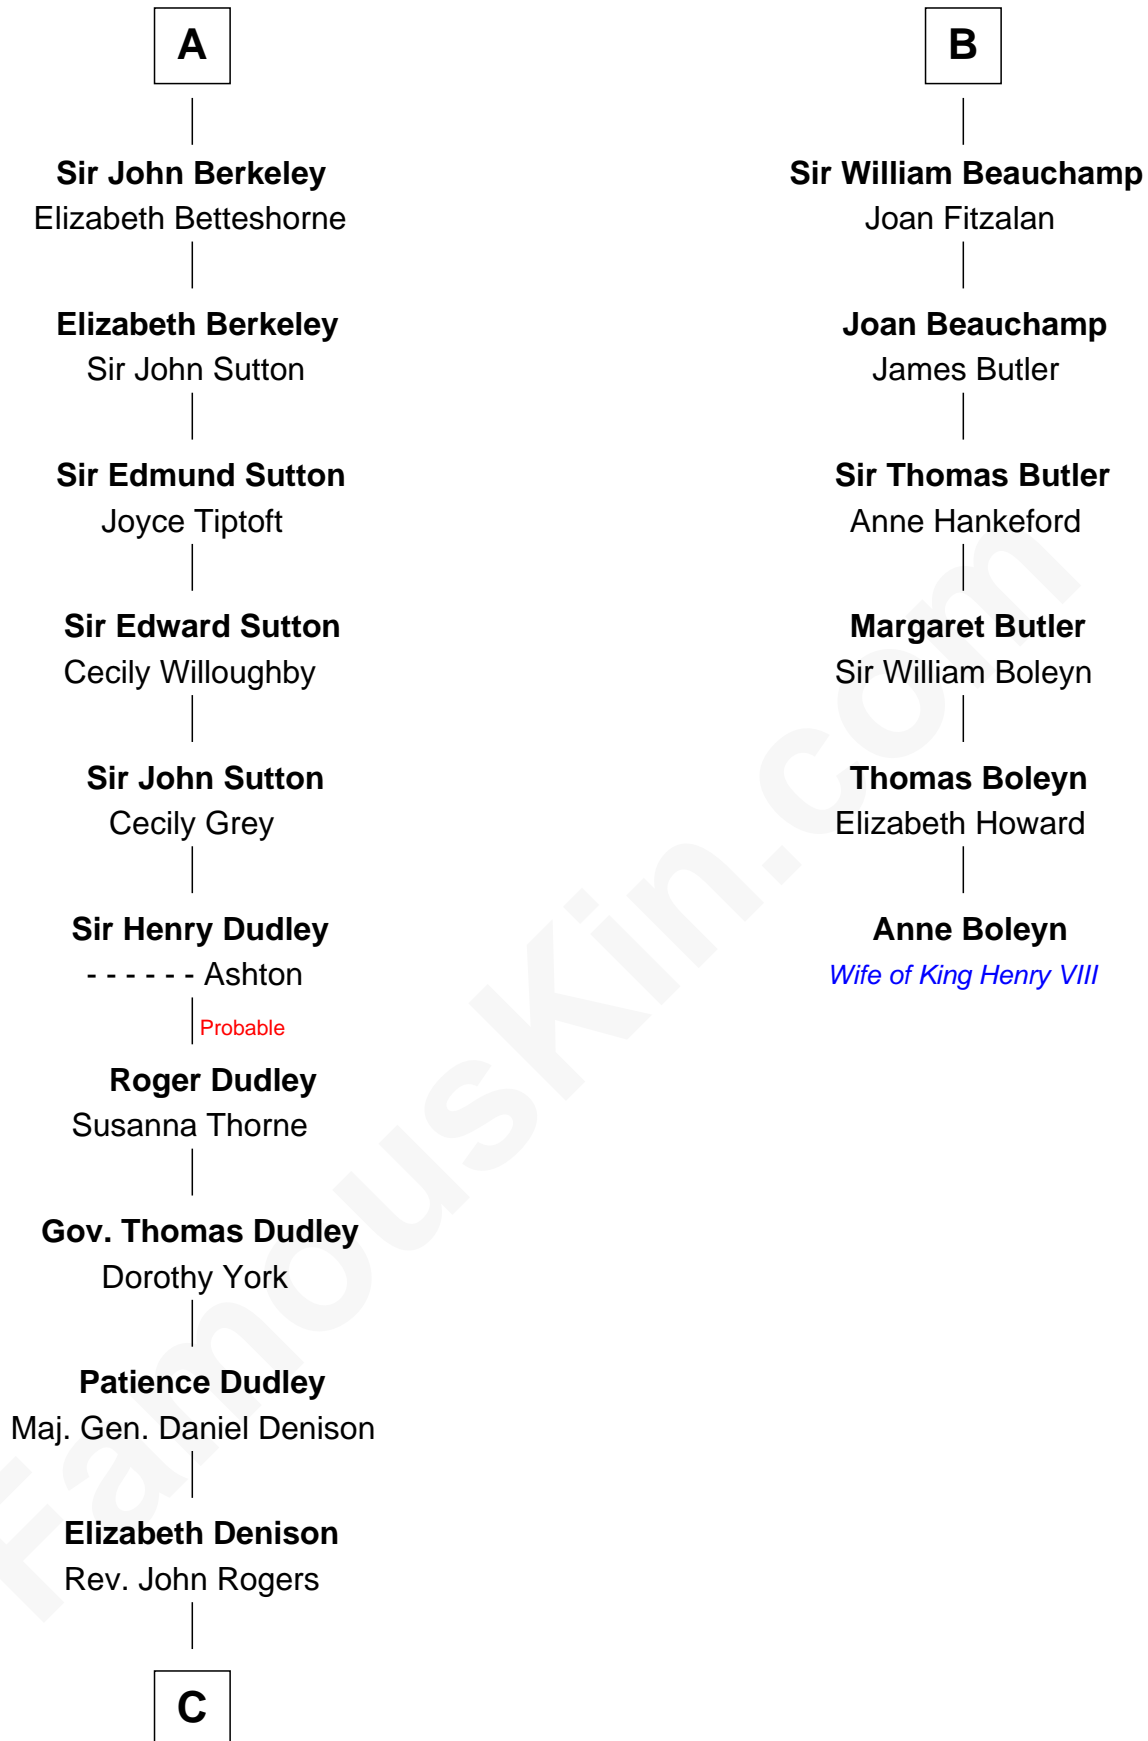 A
Sir John Berkeley
Elizabeth Betteshorne
Elizabeth Berkeley
Sir John Sutton
Sir Edmund Sutton
Joyce Tiptoft
Sir Edward Sutton
Cecily Willoughby
Sir John Sutton
Cecily Grey
Sir Henry Dudley
- - - - - - Ashton
Probable
Roger Dudley
Susanna Thorne
Gov. Thomas Dudley
Dorothy York
Patience Dudley
Maj. Gen. Daniel Denison
Elizabeth Denison
Rev. John Rogers
C
B
Sir William Beauchamp
Joan Fitzalan
Joan Beauchamp
James Butler
Sir Thomas Butler
Anne Hankeford
Margaret Butler
Sir William Boleyn
Thomas Boleyn
Elizabeth Howard
Anne Boleyn
Wife of King Henry VIII
FamousKin.com